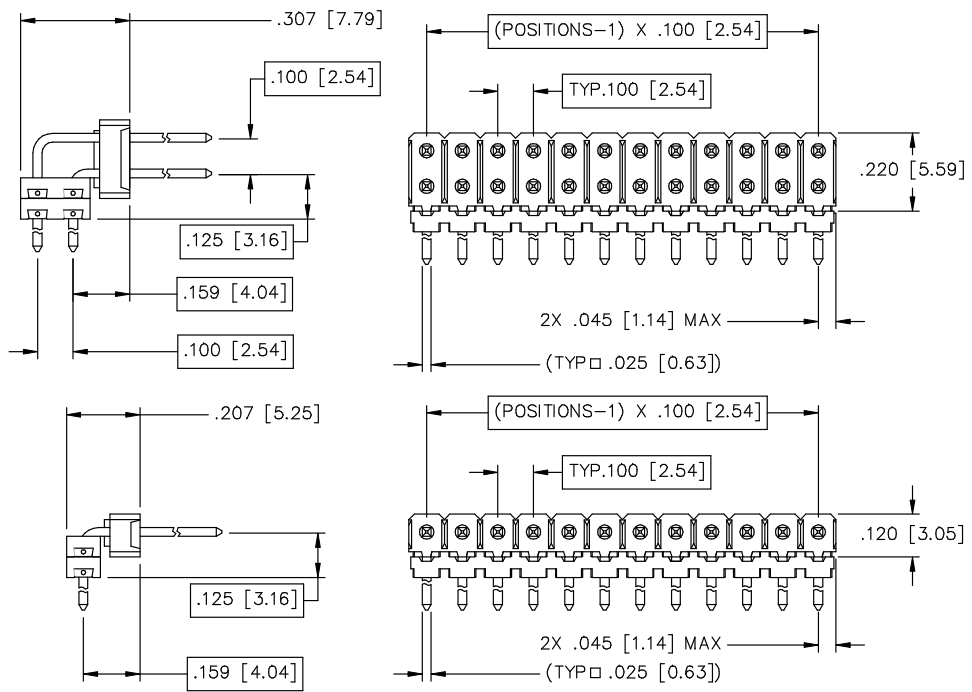 .307 [7.79]
(POSITIONS-1) X .100 [2.54]
.100 [2.54]
TYP.100 [2.54]
.220 [5.59]
.125 [3.16]
.159 [4.04]
2X .045 [1.14] MAX
.100 [2.54]
(TYP□ .025 [0.63])
.207 [5.25]
(POSITIONS-1) X .100 [2.54]
TYP.100 [2.54]
.120 [3.05]
.125 [3.16]
2X .045 [1.14] MAX
.159 [4.04]
(TYP□ .025 [0.63])